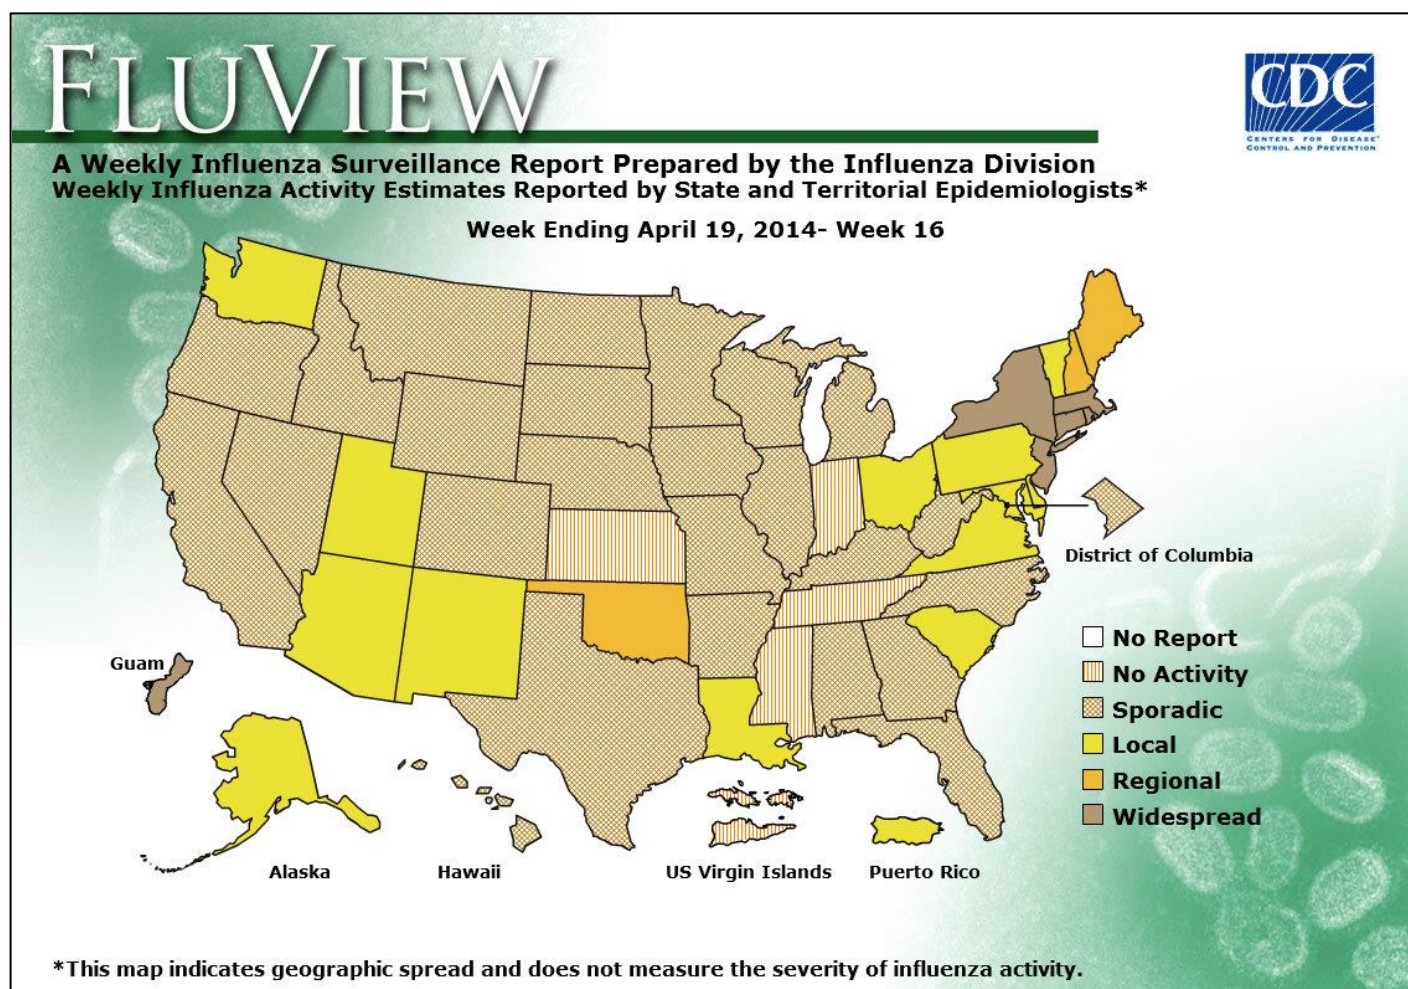 FLUVIEW
CDC
CENTERS FOR DISEASE
CONTROL AND PREVENTION
A Weekly Influenza Surveillance Report Prepared by the Influenza Division
Weekly Influenza Activity Estimates Reported by State and Territorial Epidemiologists*
Week Ending April 19, 2014- Week 16
District of Columbia
No Report
Guam
No Activity
Sporadic
Local
Regional
Widespread
Alaska
Hawaii
US Virgin Islands
Puerto Rico
*This map indicates geographic spread and does not measure the severity of influenza activity.